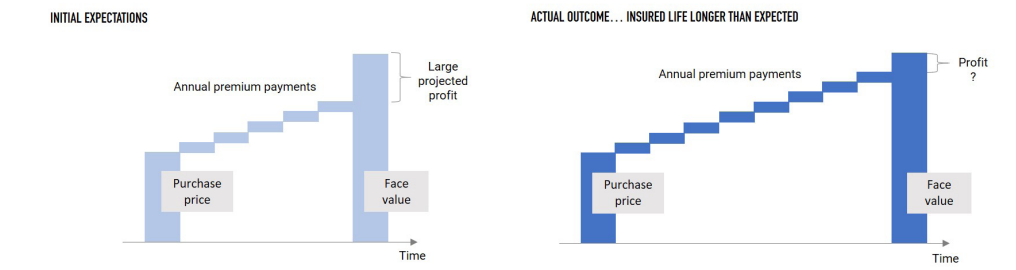 INITIAL EXPECTATIONS
Annual premium payments
Large
projected
profit
Purchase
price
Face
value
Time
ACTUAL OUTCOME... INSURED LIFE LONGER THAN EXPECTED
Annual premium payments
Profit
?
Purchase
price
Face
value
Time